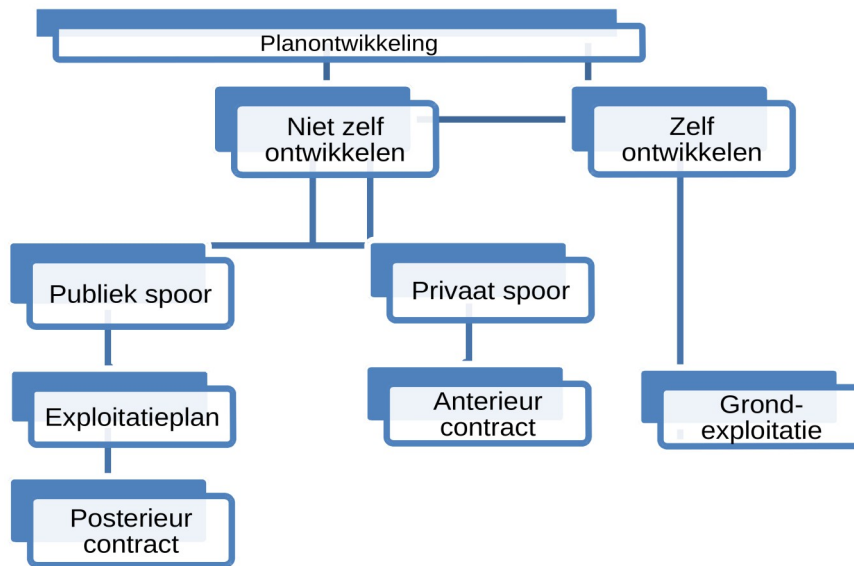 Planontwikkeling
Niet zelf
ontwikkelen
Zelf
ontwikkelen
Publiek spoor
Privaat spoor
Exploitatieplan
Anterieur
contract
Grond-
exploitatie
Posterieur
contract